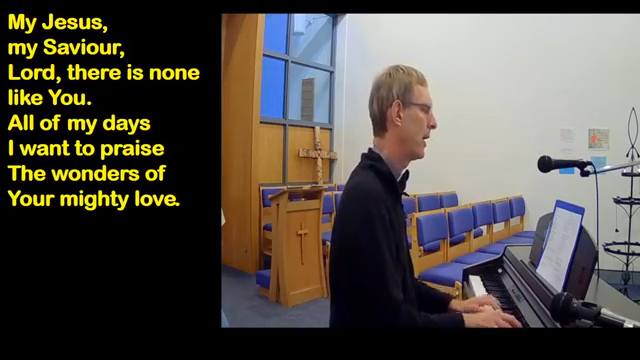 My Jesus,
my Saviour,
Lord, there is none
like You.
All of my days
I want to praise
The wonders of
Your mighty love.